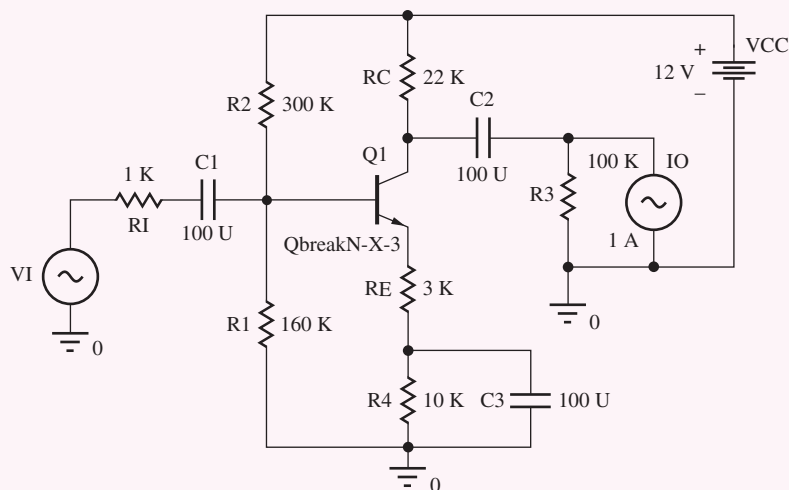 VCC
+
12 V
–
RC
22 K
R2
300 K
C2
100 U
Q1
100 K
IO
R3
1 A
1 K
C1
RI
100 U
QbreakN-X-3
VI
RE
3 K
R1
160 K
0
0
R4
10 K
C3
100 U
0